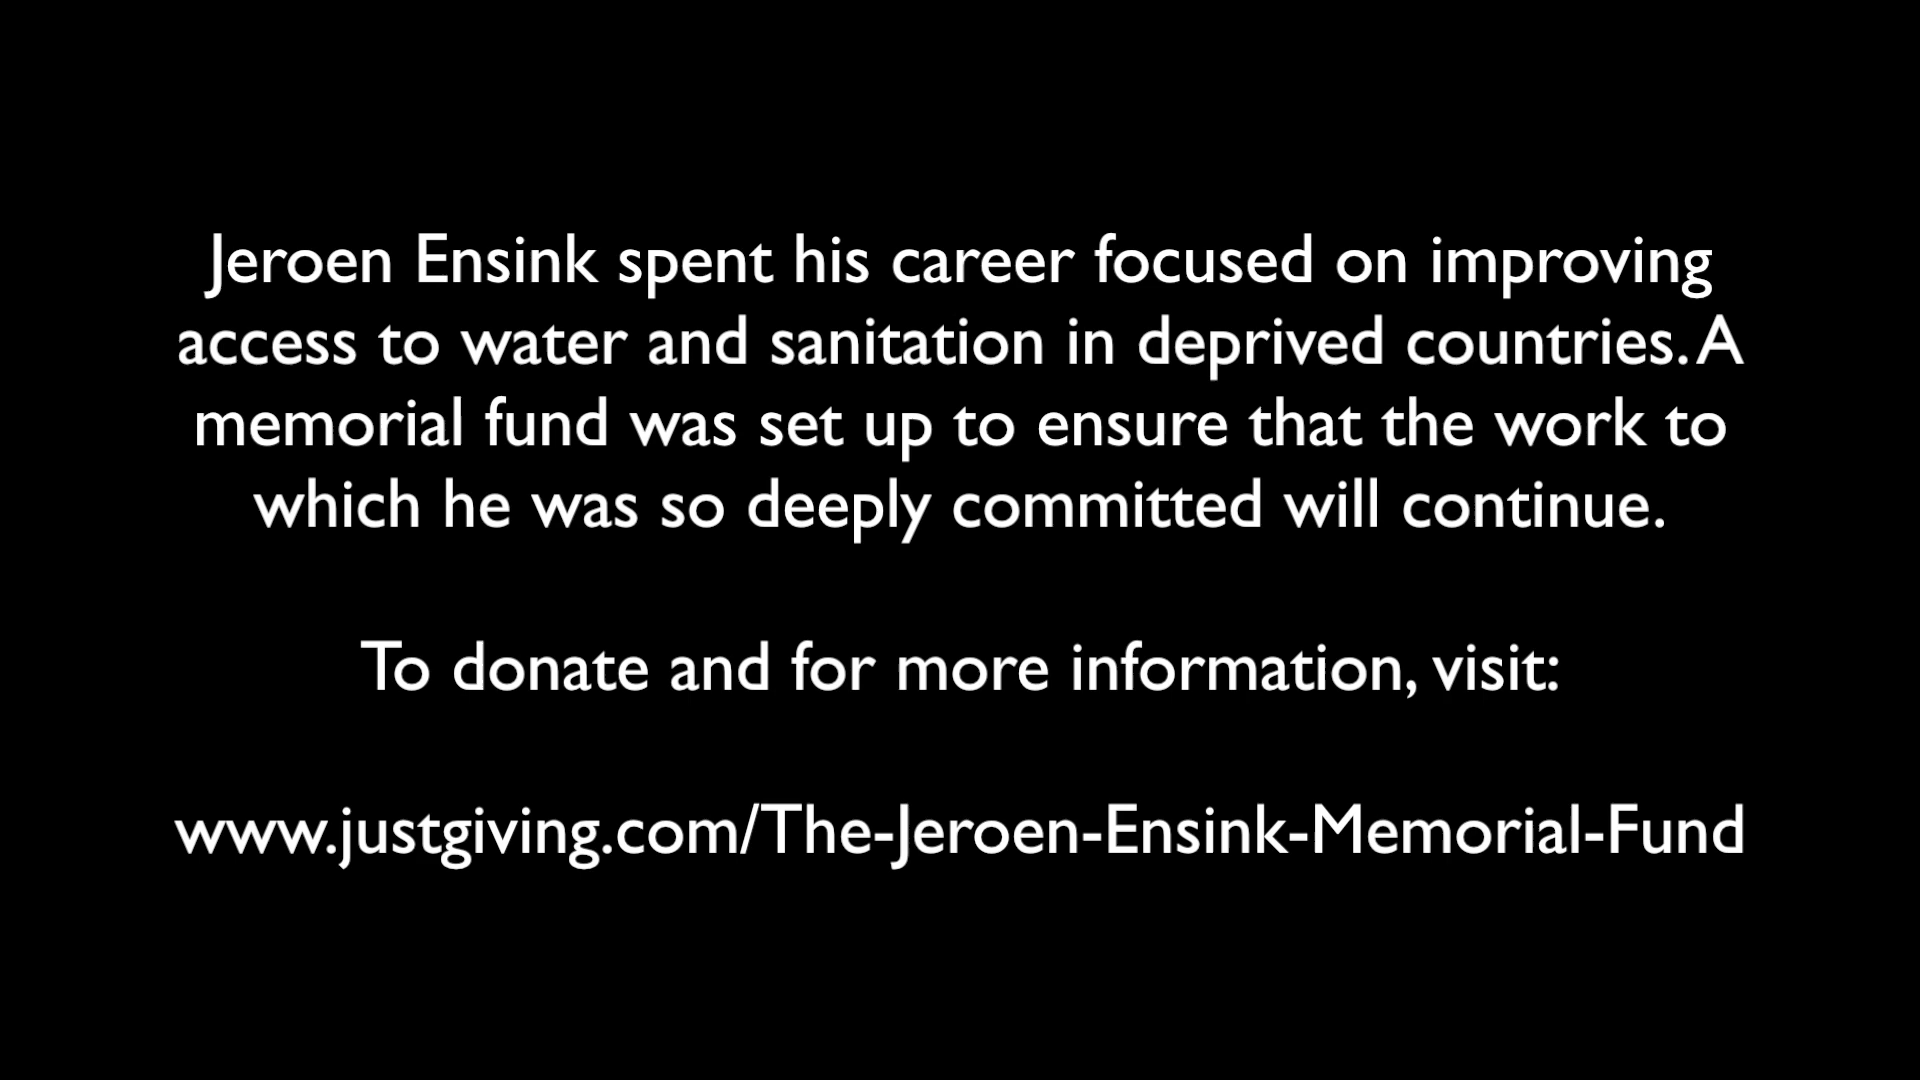 Jeroen Ensink spent his career focused on improving
access to water and sanitation in deprived countries. A
memorial fund was set up to ensure that the work to
which he was so deeply committed will continue.
To donate and for more information, visit:
www.justgiving.com/The-Jeroen-Ensink-Memorial-Fund